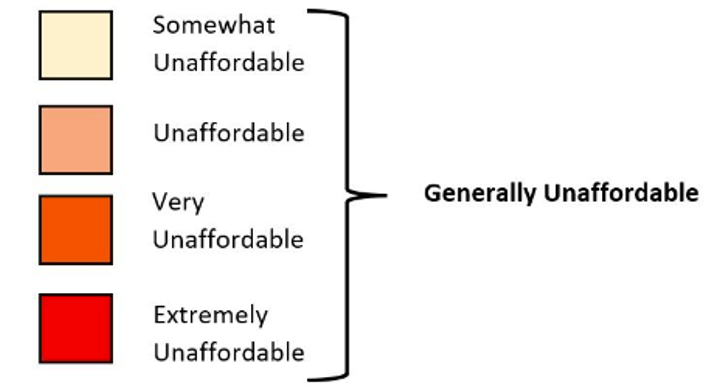 Somewhat
Unaffordable
Unaffordable
Very
Unaffordable
Extremely
Unaffordable
Generally Unaffordable